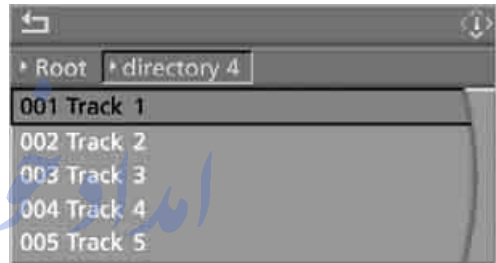 Root directory 4
001 Track 1
002 Track 2
003 Track 3
004 Track 4
005 Track 5